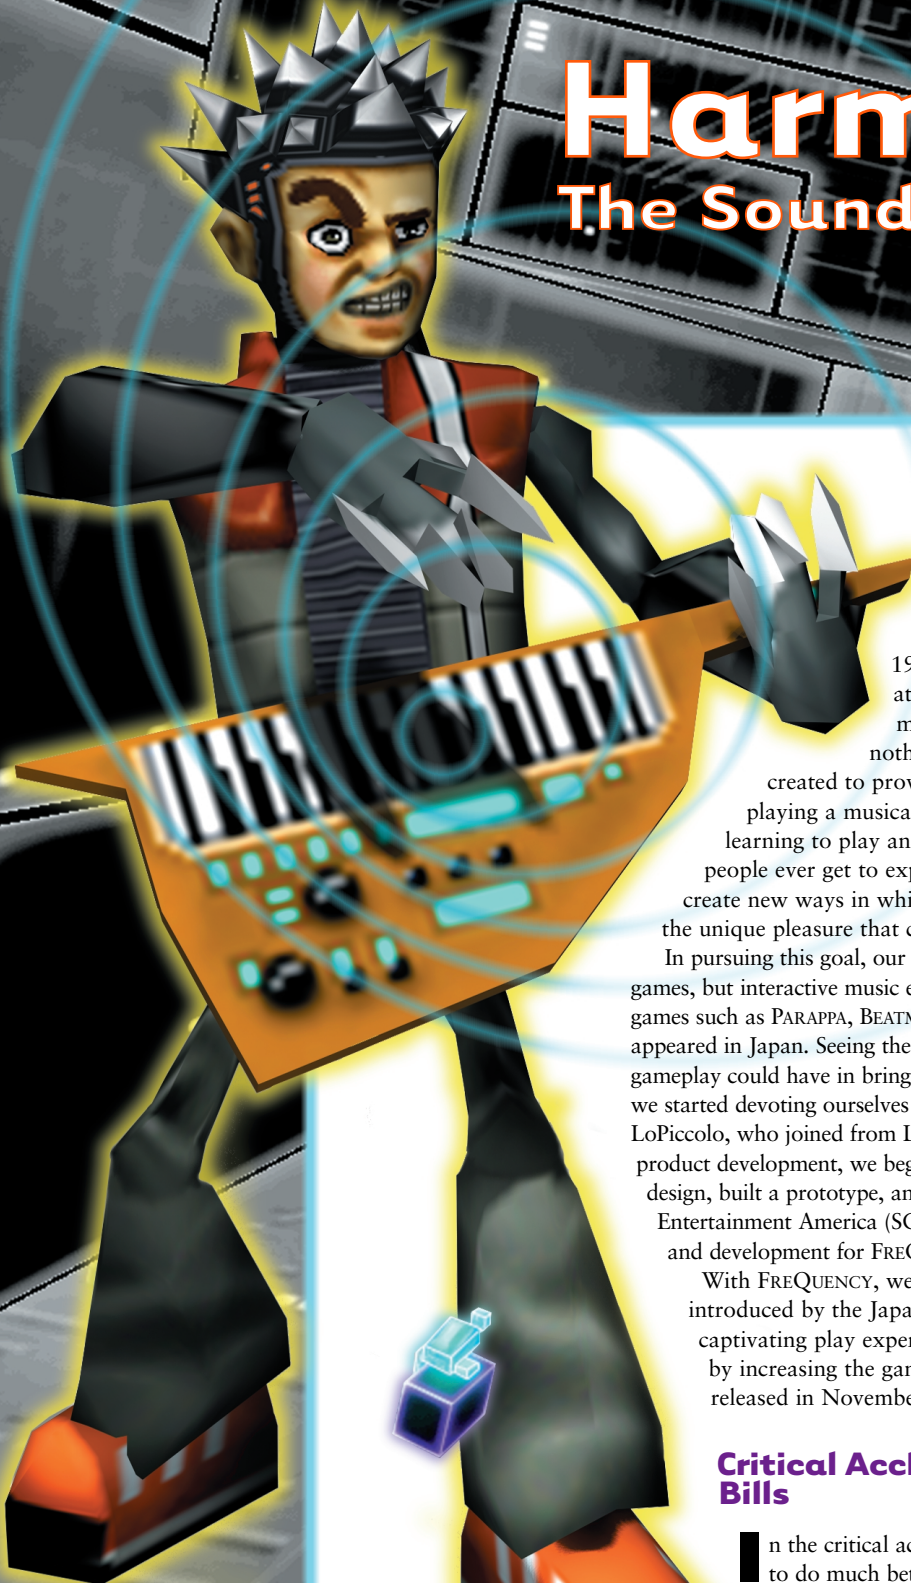 Harm
The Sound
19
at
m
noth
created to prov
playing a musica
learning to play an
people ever get to exp
create new ways in whi
the unique pleasure that c
In pursuing this goal, our
games, but interactive music e
games such as PARAPPA, BEATM
appeared in Japan. Seeing the
gameplay could have in bring
we started devoting ourselves
LoPiccolo, who joined from L
product development, we beg
design, built a prototype, an
Entertainment America (SC
and development for FREQ
With FREQUENCY, we
introduced by the Japa
captivating play exper
by increasing the gam
released in Novembe
Critical Accl
Bills
In the critical ac
to do much bet